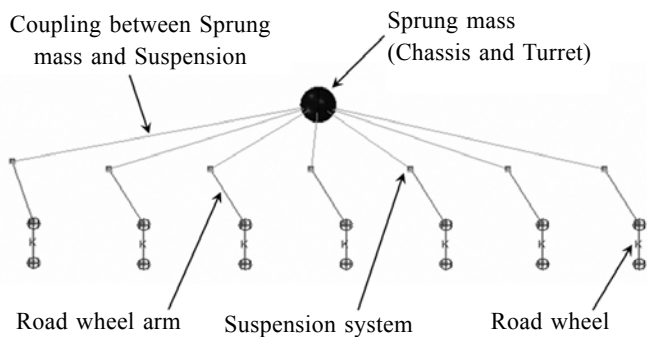 Coupling between Sprung
mass and Suspension
Sprung mass
(Chassis and Turret)
K
K
K
K
K
K
K
Road wheel arm
Suspension system
Road wheel